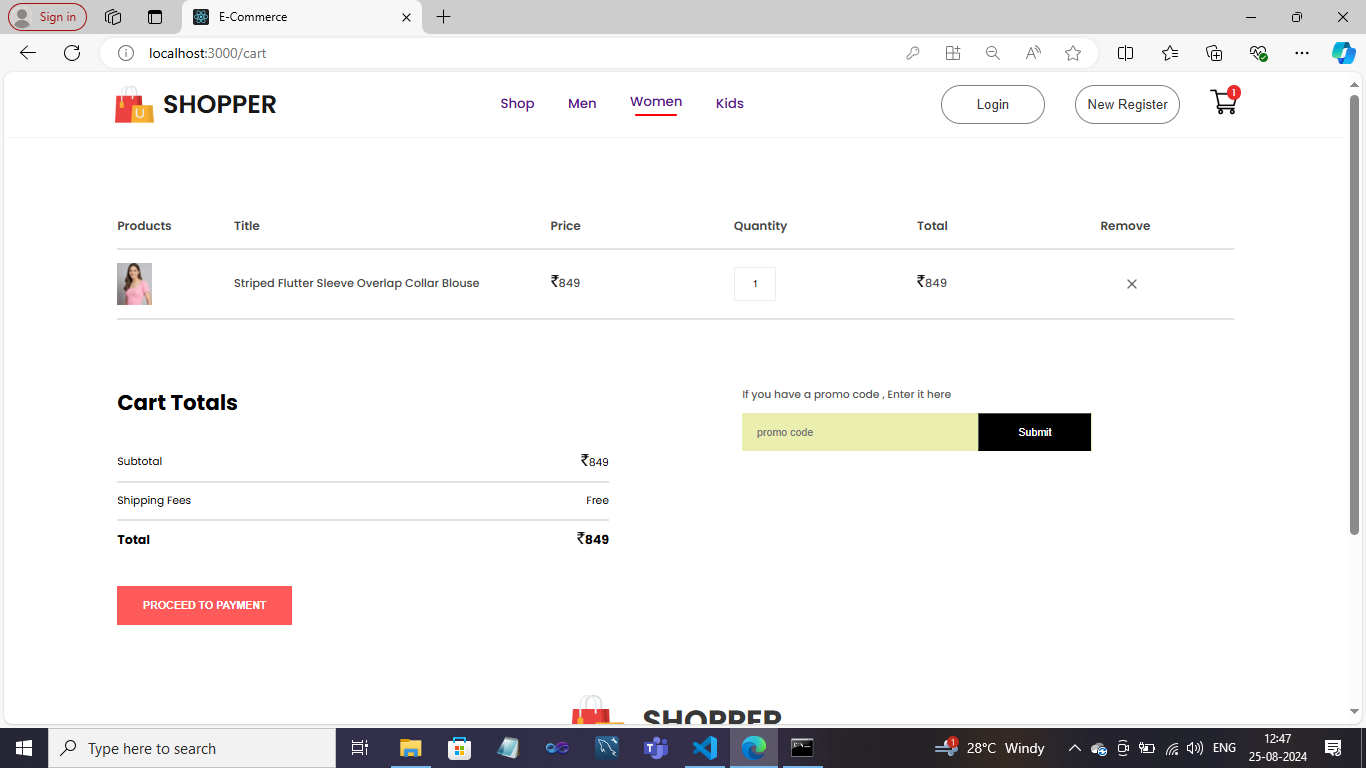 Sign in
E-Commerce
localhost:3000/cart
U
SHOPPER
Shop
Men
Women
Kids
Login
New Register
1
Products Title Price Quantity Total Remove
Striped Flutter Sleeve Overlap Collar Blouse ₹849 1 ₹849
Cart Totals
Subtotal ₹849
Shipping Fees Free
Total ₹849
PROCEED TO PAYMENT
If you have a promo code , Enter it here
promo code
Submit
SHOPPER
Type here to search
1
28°C Windy
ENG
12:47
25-08-2024